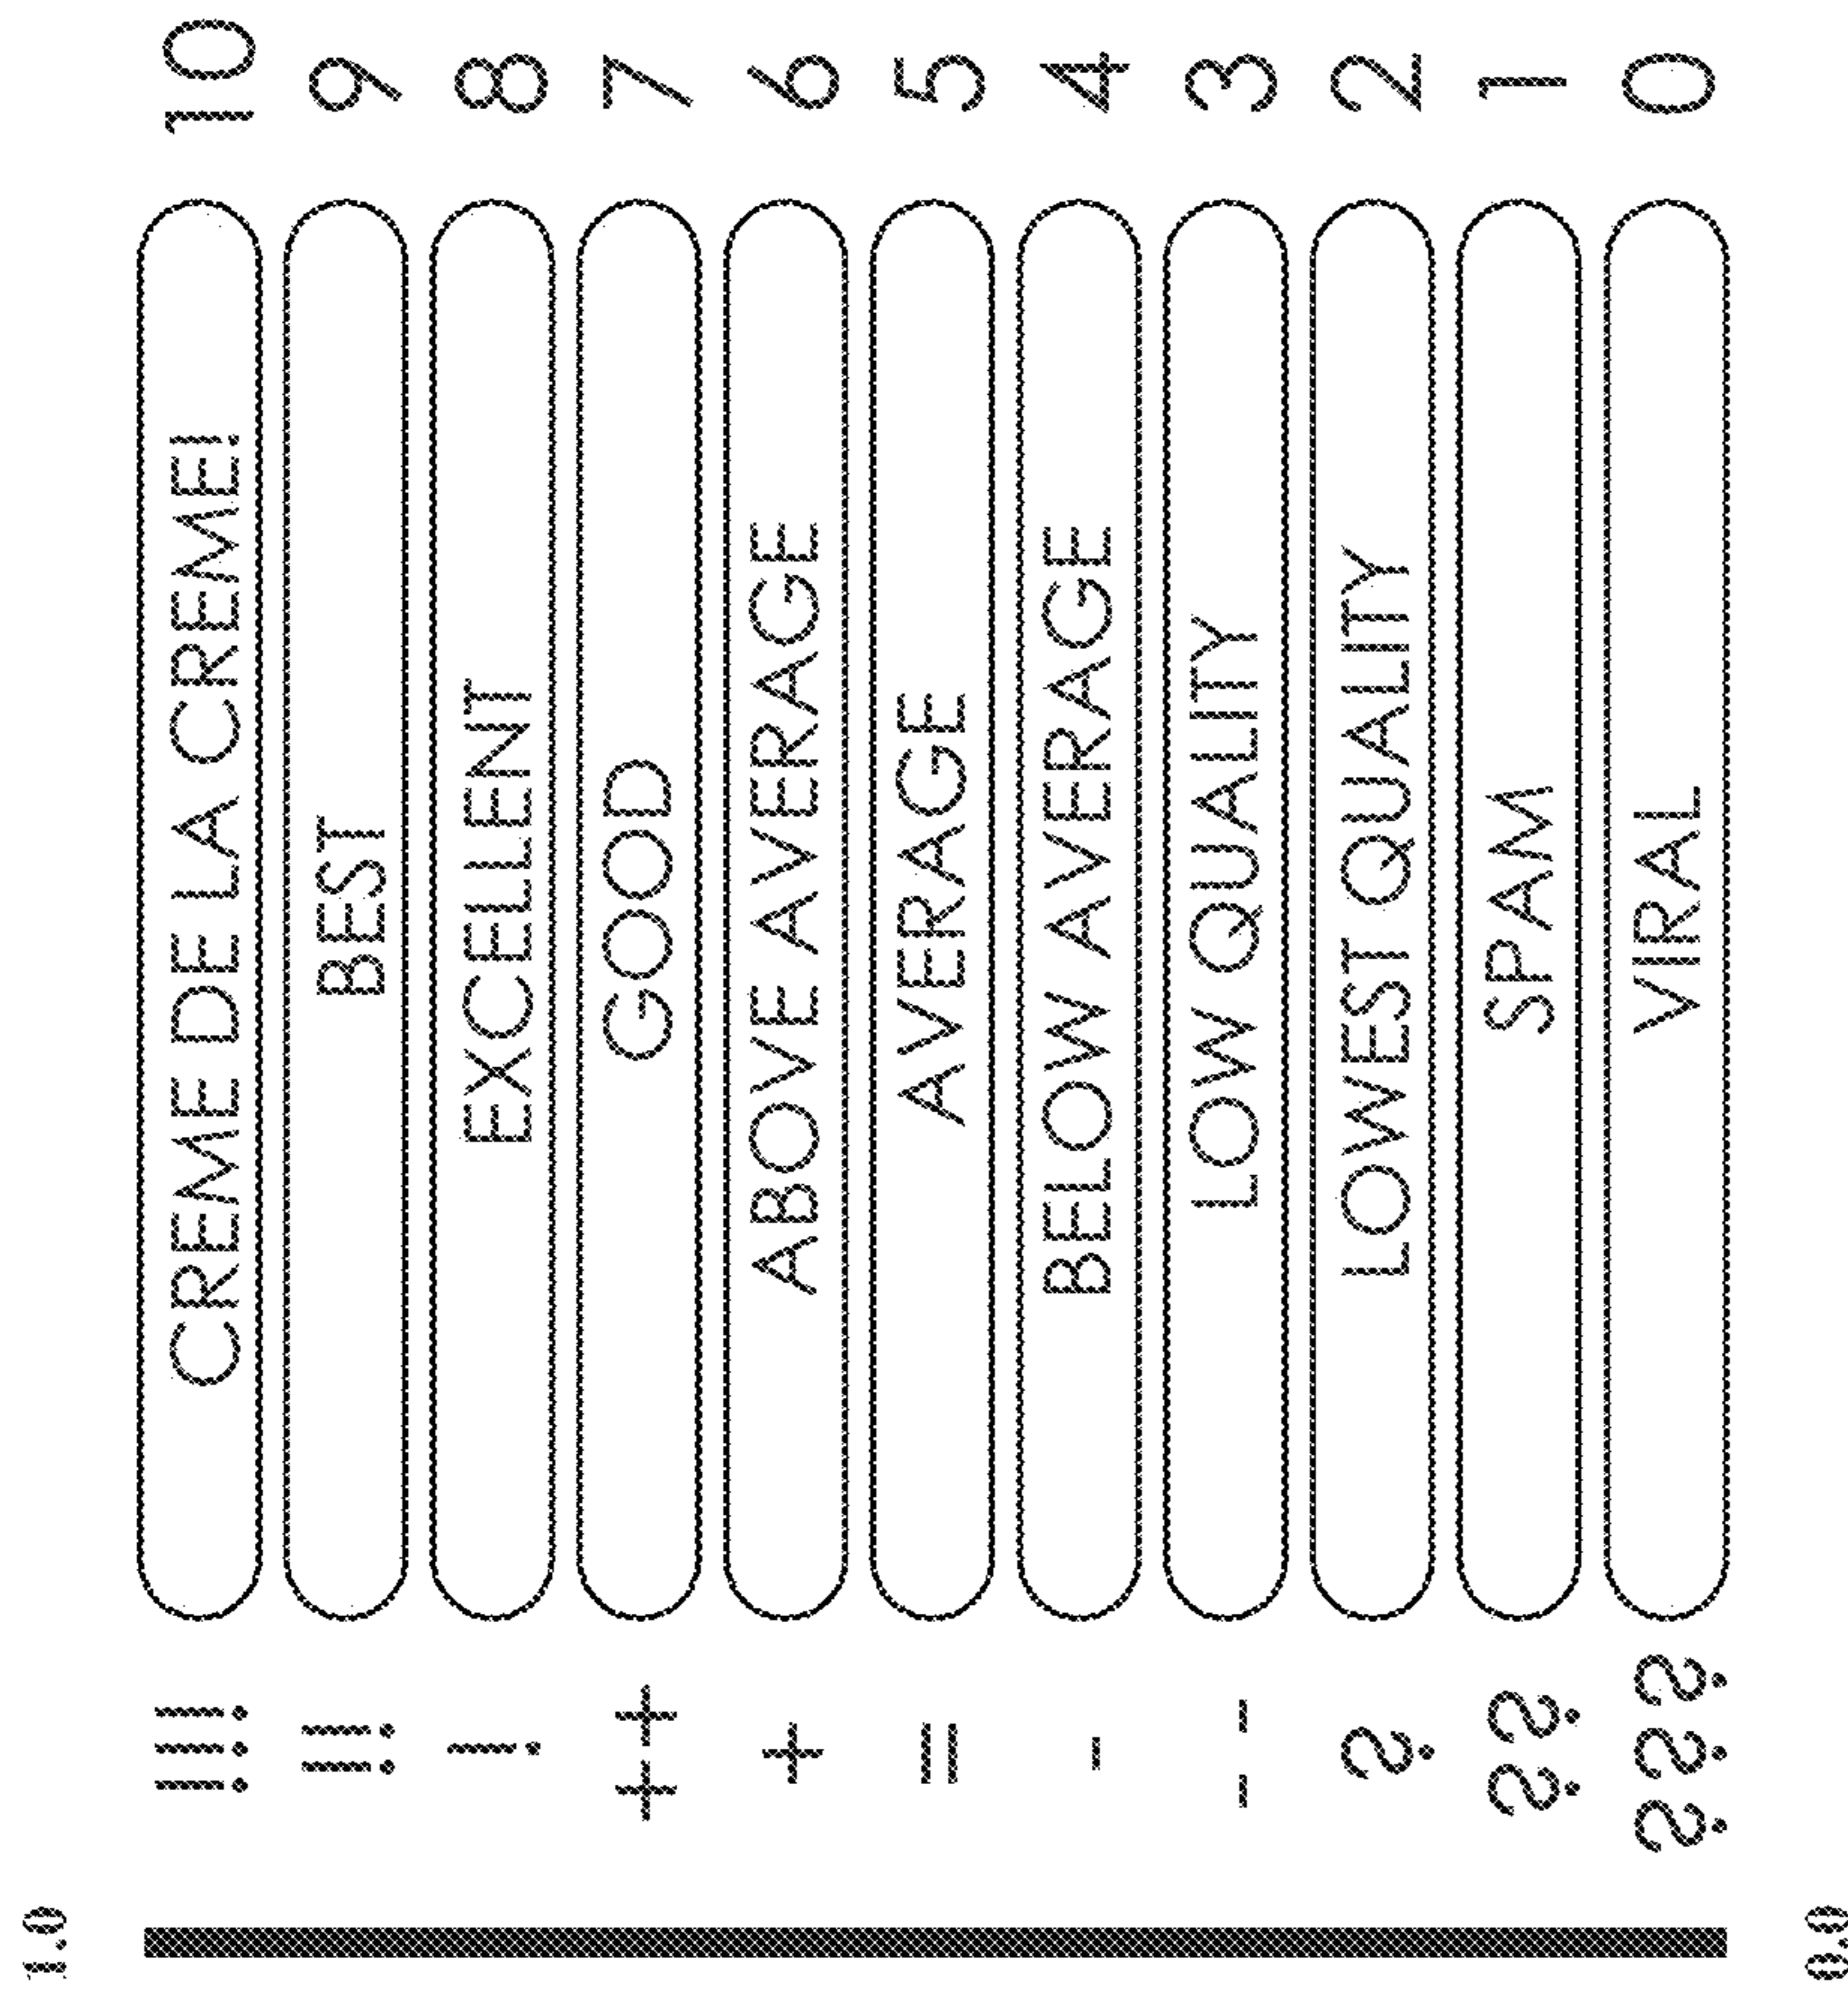 1.0
!!! CREME DE LA CREME! 10
!! BEST 9
! EXCELLENT 8
++ GOOD 7
+ ABOVE AVERAGE 6
= AVERAGE 5
- BELOW AVERAGE 4
- - LOW QUALITY 3
? LOWEST QUALITY 2
?? SPAM 1
??? VIRAL 0
0.0